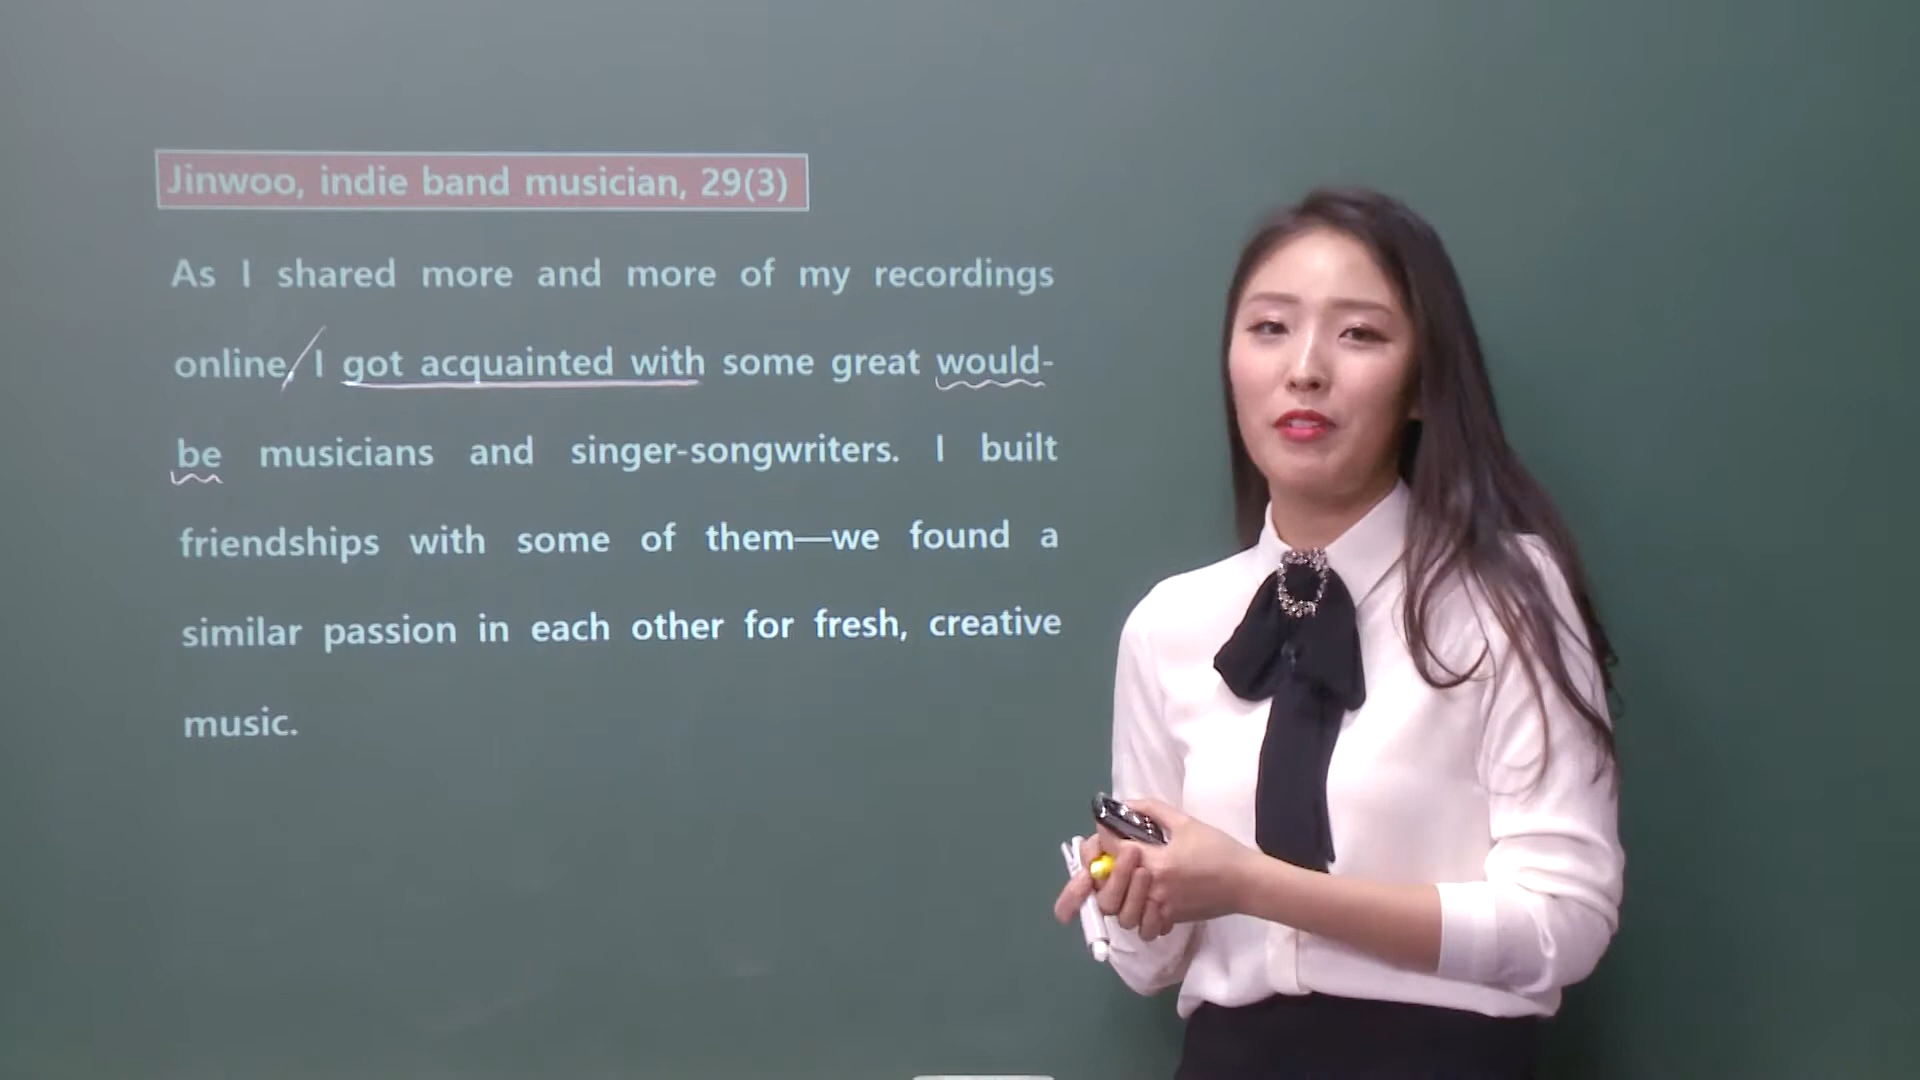 Jinwoo, indie band musician, 29(3)
As I shared more and more of my recordings
online, I got acquainted with some great would-
be musicians and singer-songwriters. I built
friendships with some of them—we found a
similar passion in each other for fresh, creative
music.